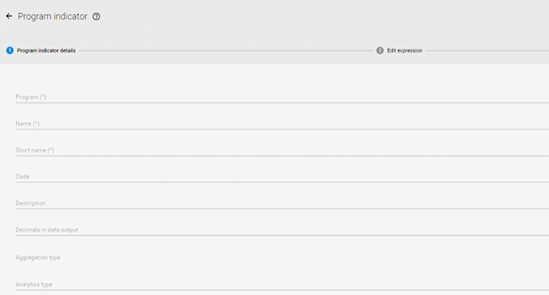 Program indicator
1 Program indicator details
2 Edit expression
Program (*)
Name (*)
Short name (*)
Code
Description
Decimals in data output
Aggregation type
Analytics type